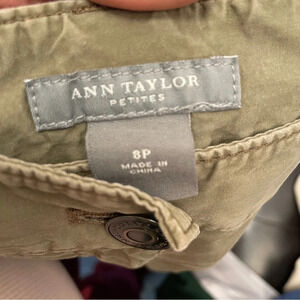 ANN TAYLOR
PETITES
8P
MADE IN
CHINA